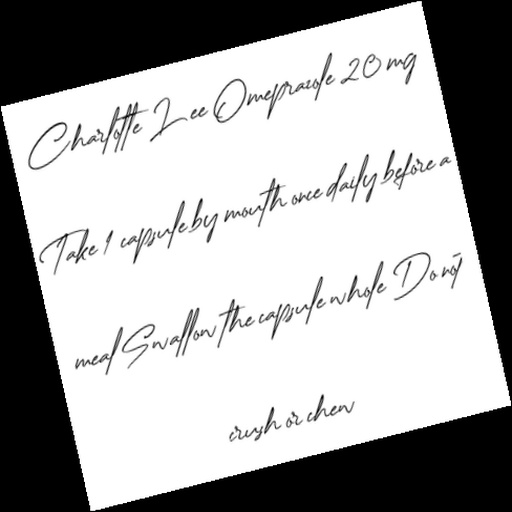 Charlotte Lee Omeprazole 20 mg
Take 1 capsule by mouth once daily before a
meal Swallow the capsule whole Do not
crush or chew